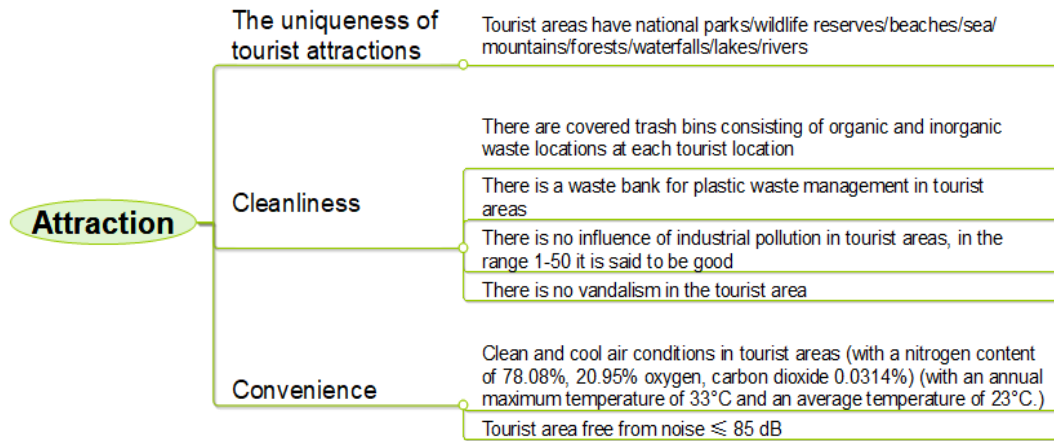 The uniqueness of
tourist attractions
Tourist areas have national parks/wildlife reserves/beaches/sea/
mountains/forests/waterfalls/lakes/rivers
Attraction
Cleanliness
There are covered trash bins consisting of organic and inorganic
waste locations at each tourist location
There is a waste bank for plastic waste management in tourist
areas
There is no influence of industrial pollution in tourist areas, in the
range 1-50 it is said to be good
There is no vandalism in the tourist area
Convenience
Clean and cool air conditions in tourist areas (with a nitrogen content
of 78.08%, 20.95% oxygen, carbon dioxide 0.0314%) (with an annual
maximum temperature of 33°C and an average temperature of 23°C.)
Tourist area free from noise ⩽ 85 dB